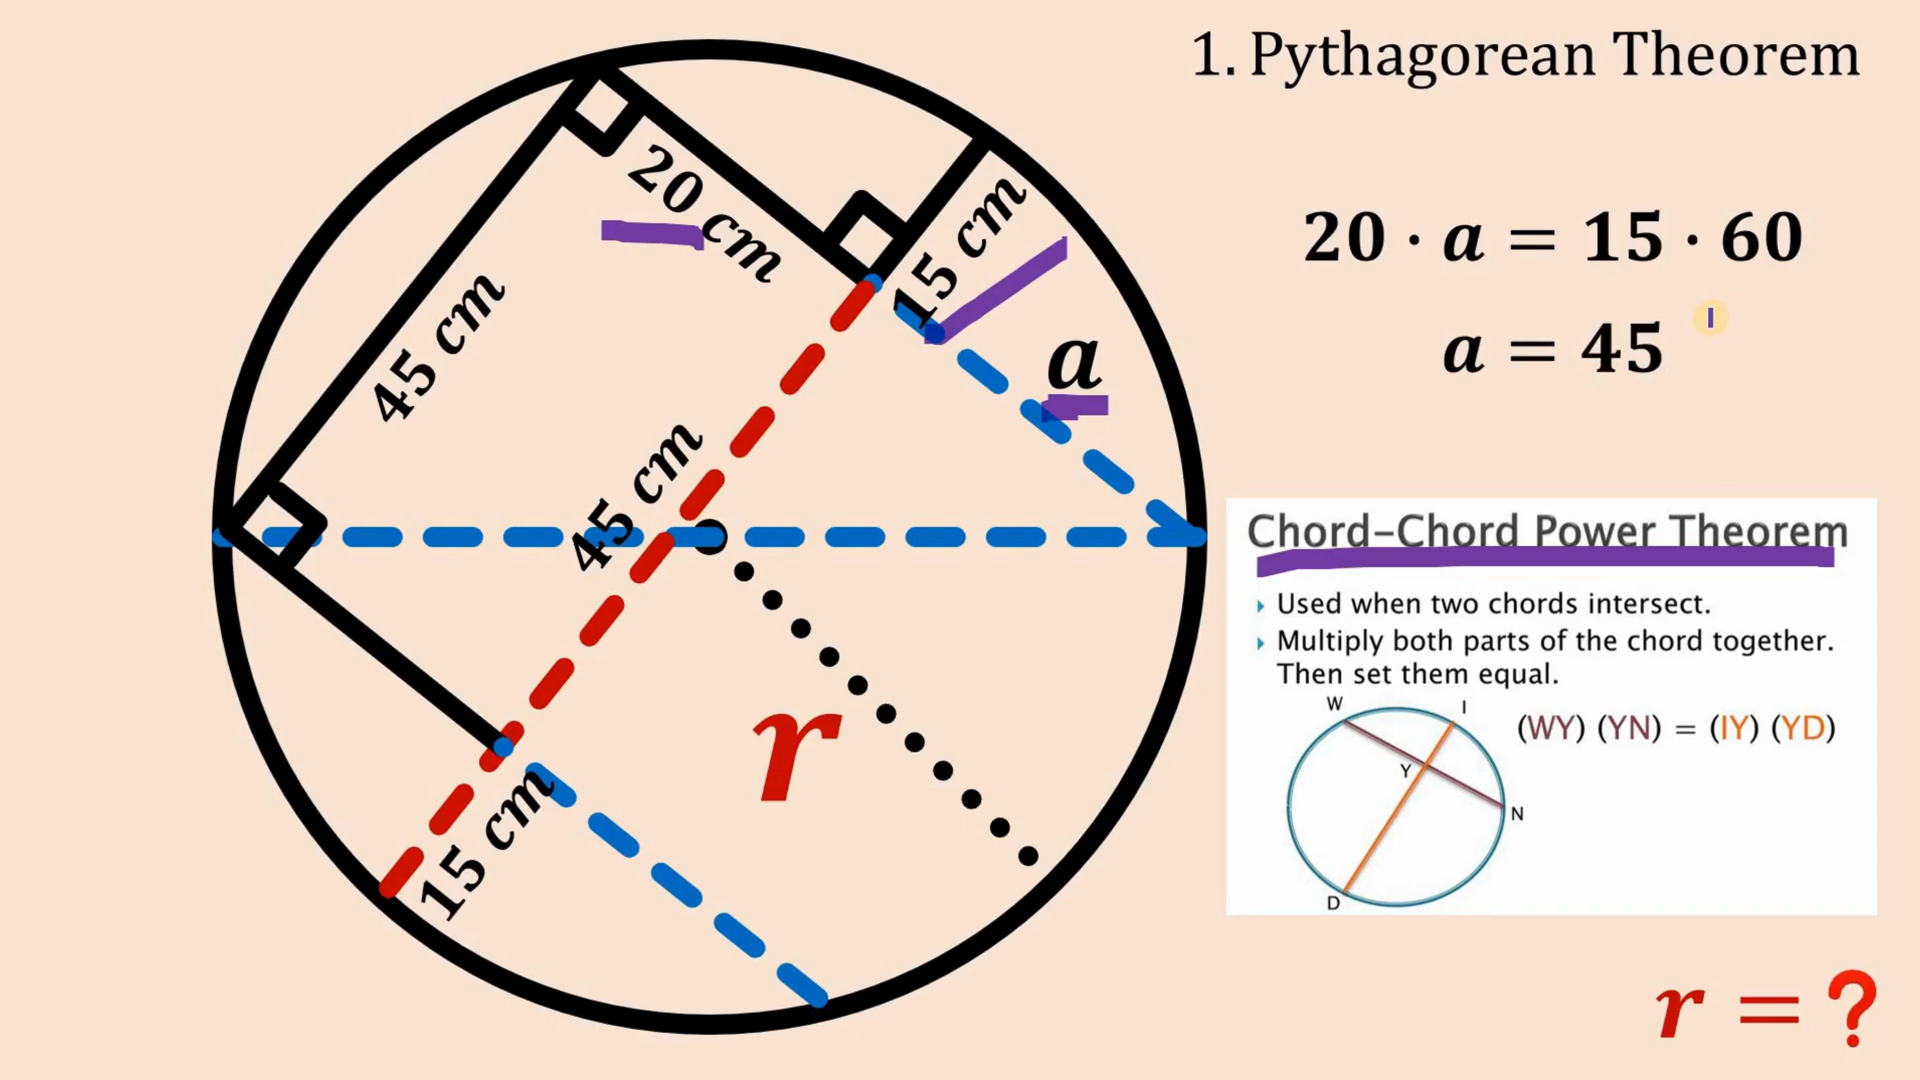 1. Pythagorean Theorem
20 cm
15 cm
45 cm
a
45 cm
15 cm
r
20 · a = 15 · 60
a = 45
Chord–Chord Power Theorem
Used when two chords intersect.
Multiply both parts of the chord together.
Then set them equal.
W
I
(WY) (YN) = (IY) (YD)
Y
N
D
r = ?